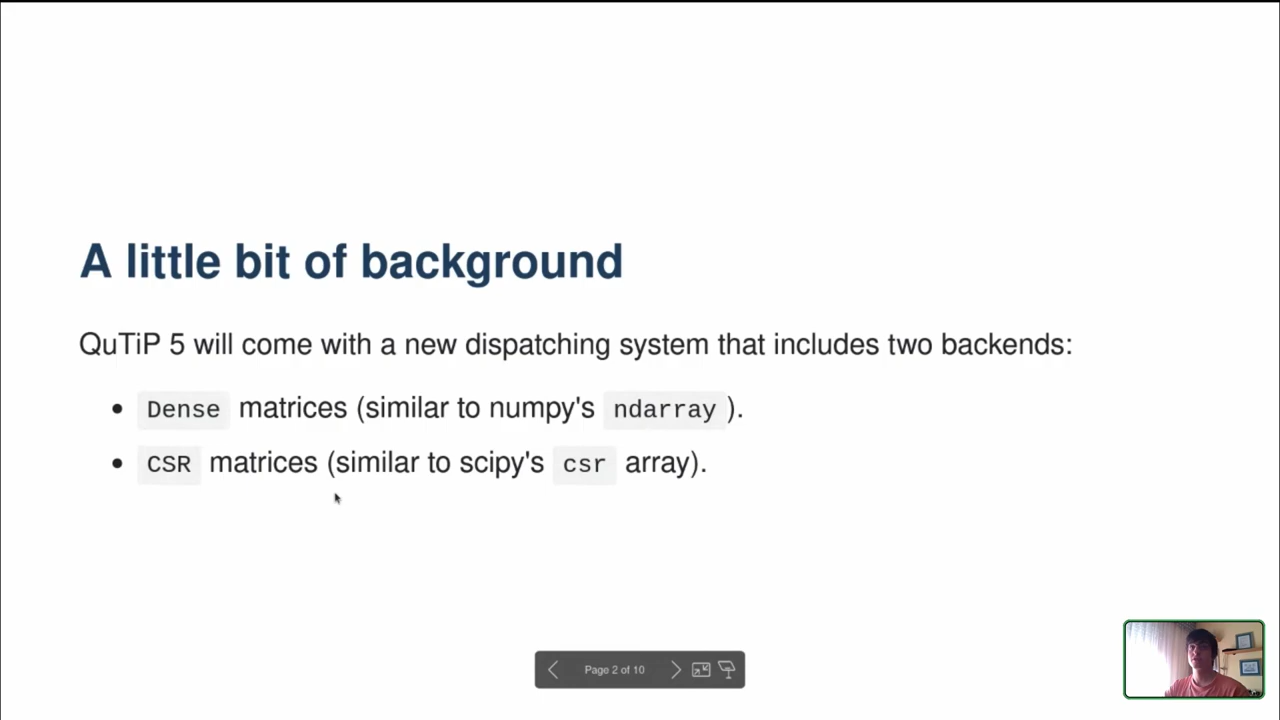 A little bit of background
QuTiP 5 will come with a new dispatching system that includes two backends:
• Dense matrices (similar to numpy's ndarray ).
• CSR matrices (similar to scipy's csr array).
Page 2 of 10